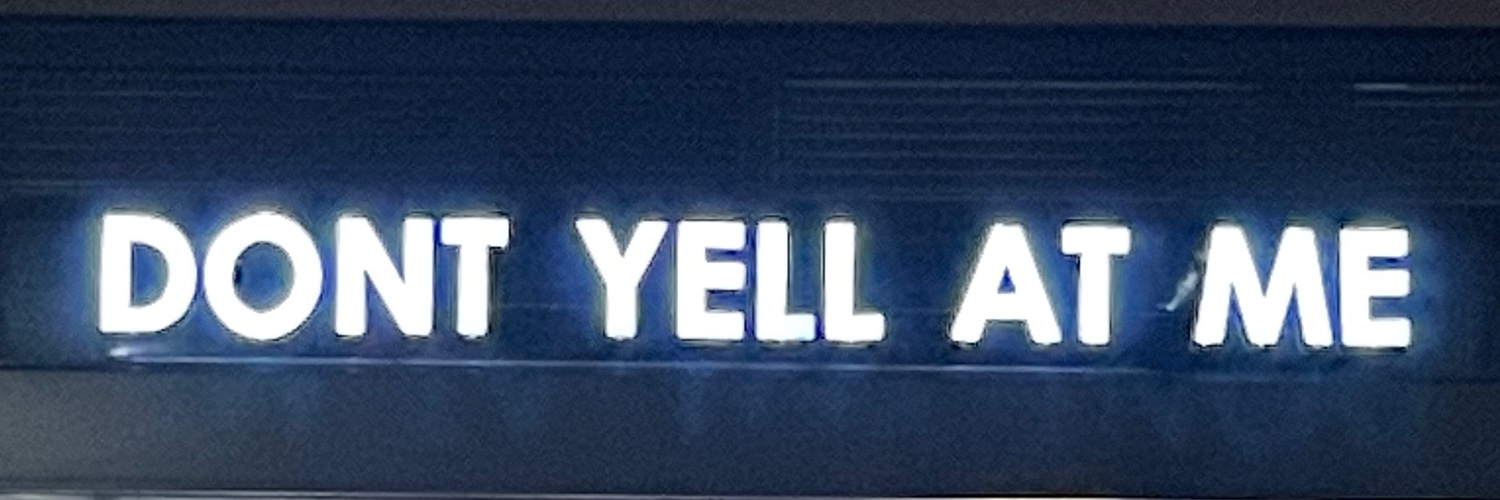 DONT YELL AT ME